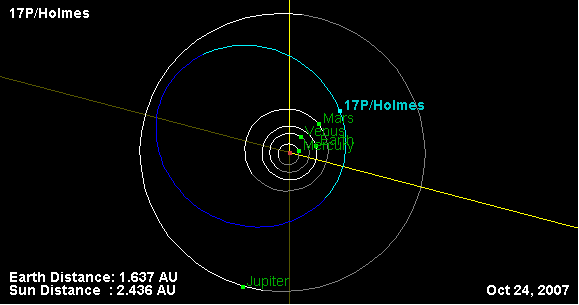 17P/Holmes
17P/Holmes
Mars
Venus
Earth
Mercury
Jupiter
Earth Distance: 1.637 AU
Sun Distance : 2.436 AU
Oct 24, 2007